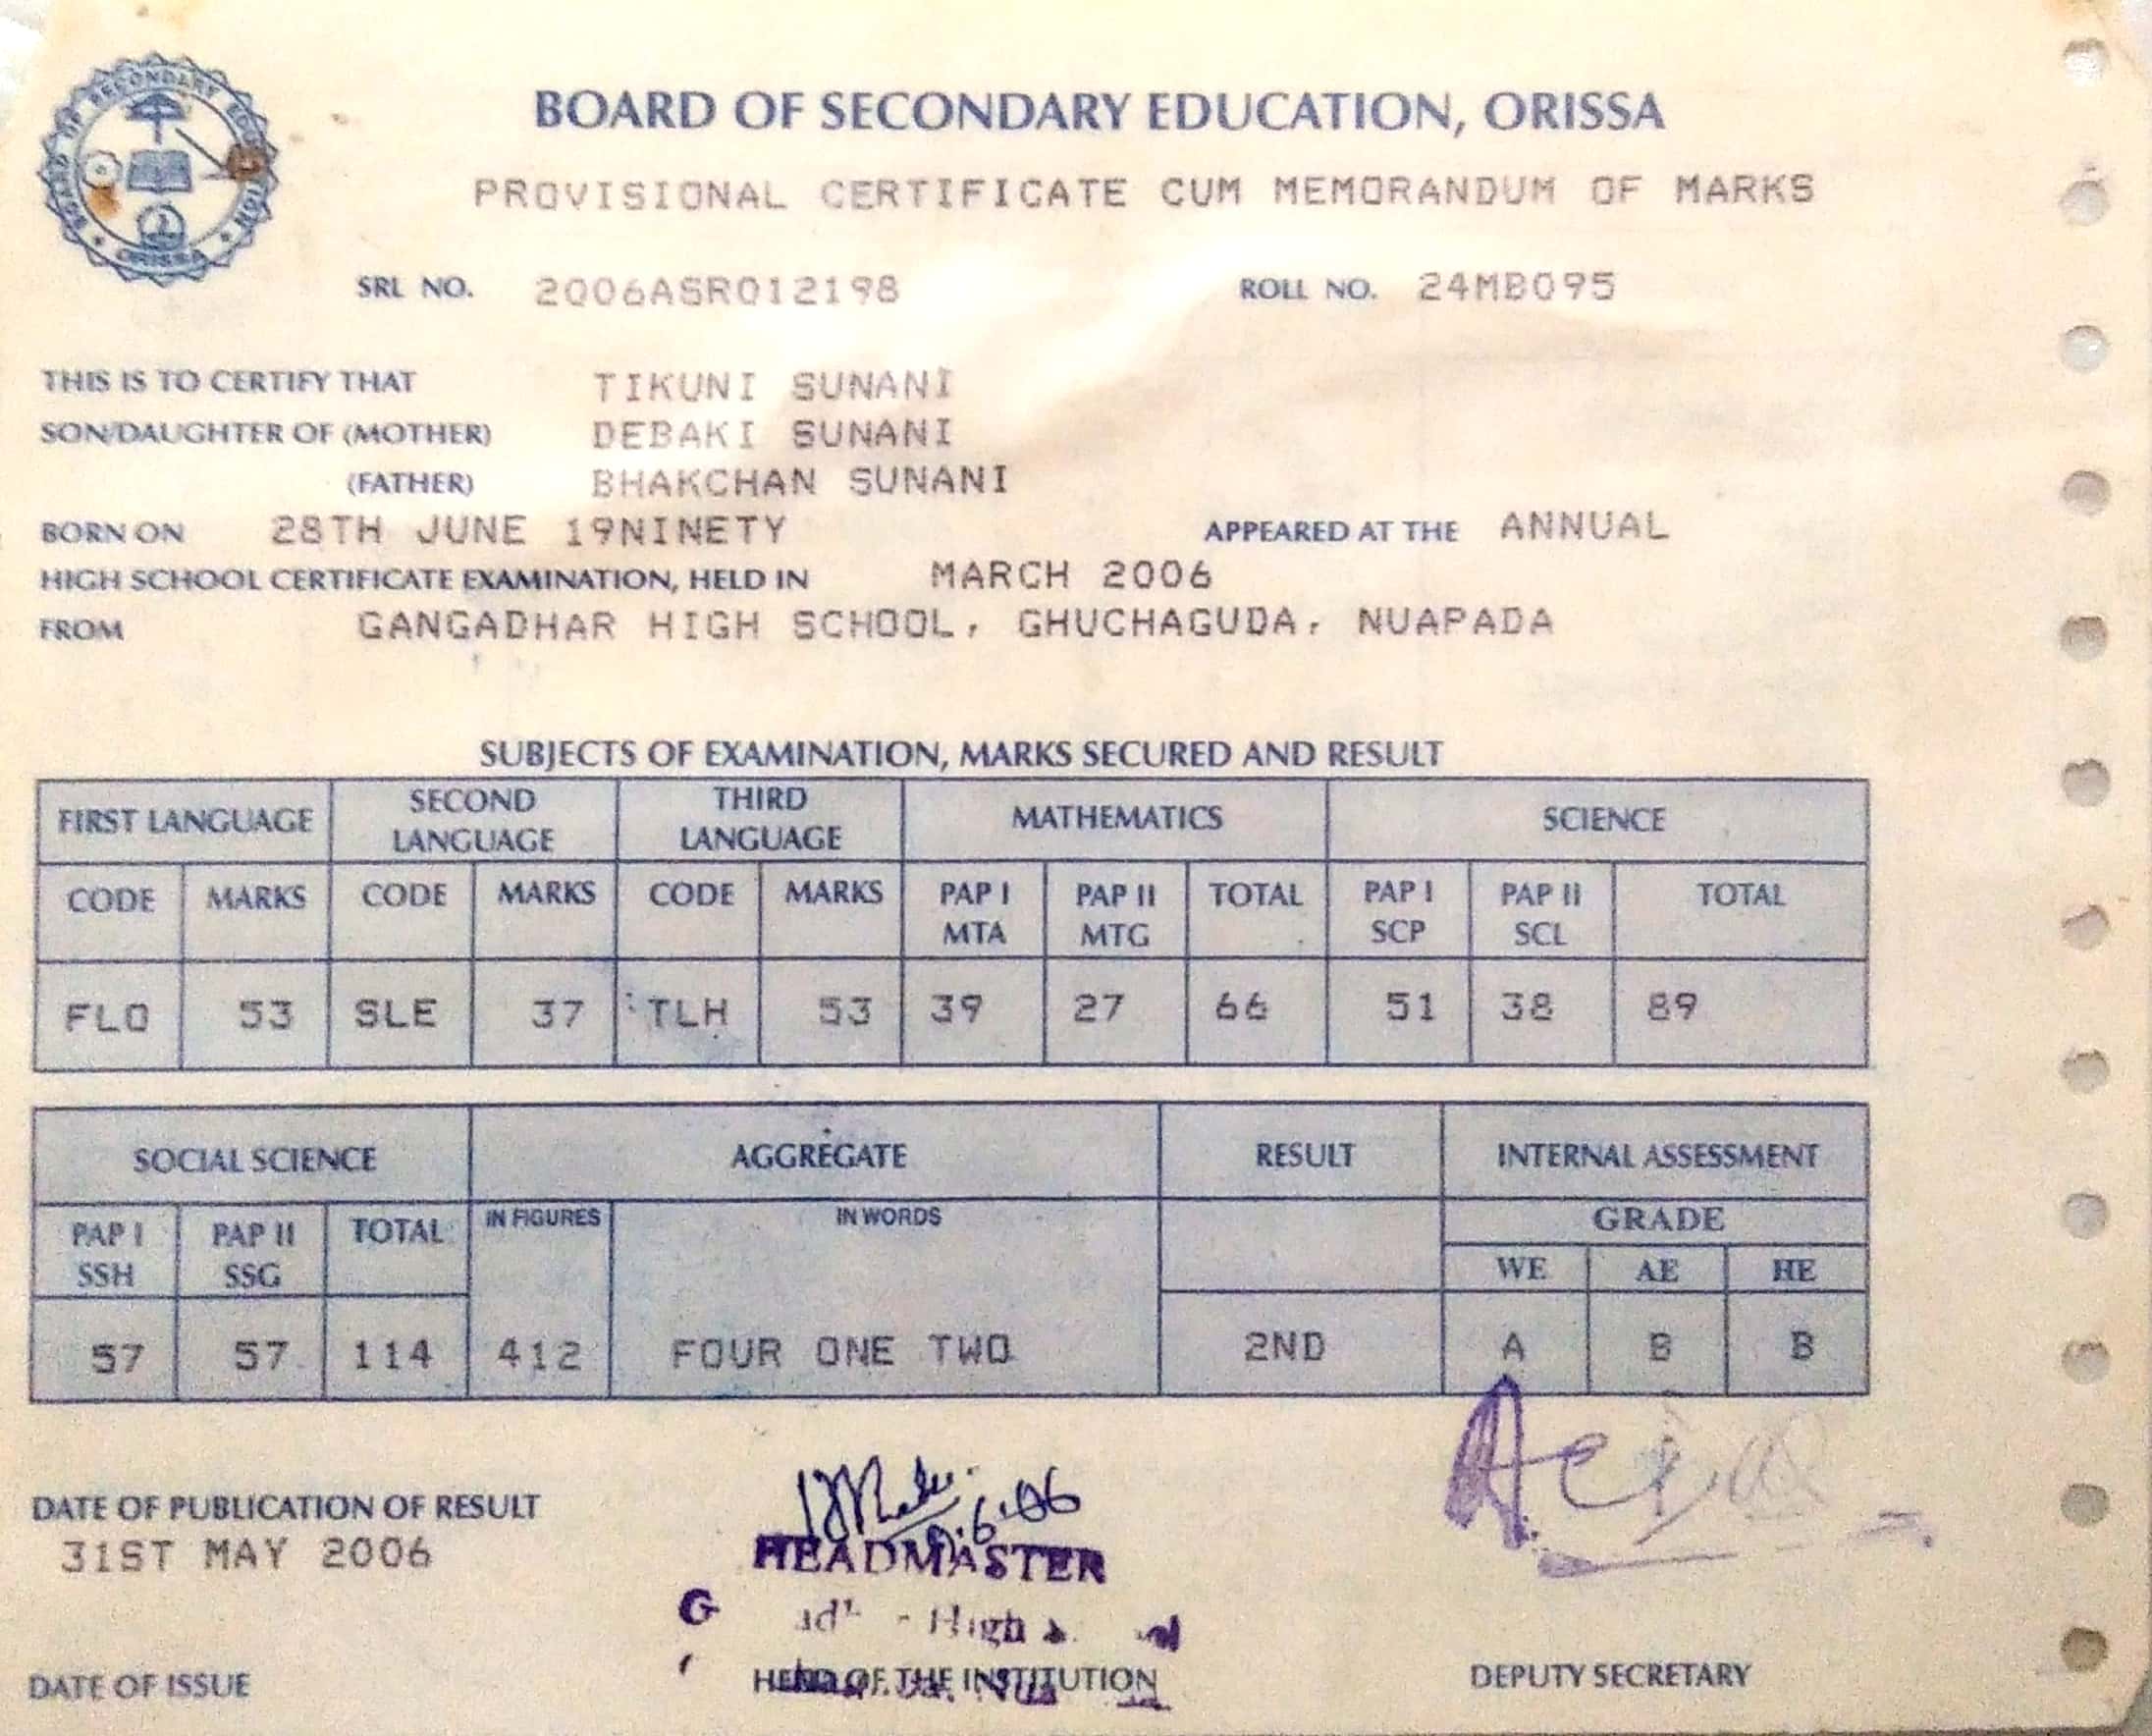 BOARD OF SECONDARY EDUCATION, ORISSA
PROVISIONAL CERTIFICATE CUM MEMORANDUM OF MARKS
BOARD OF SECONDARY EDUCATION
ORISSA
SRL NO. 2006ASR012198 ROLL NO. 24MB095
THIS IS TO CERTIFY THAT TIKUNI SUNANI
SON/DAUGHTER OF (MOTHER) DEBAKI SUNANI
(FATHER) BHAKCHAN SUNANI
BORN ON 28TH JUNE 19NINETY APPEARED AT THE ANNUAL
HIGH SCHOOL CERTIFICATE EXAMINATION, HELD IN MARCH 2006
FROM GANGADHAR HIGH SCHOOL, GHUCHAGUDA, NUAPADA
SUBJECTS OF EXAMINATION, MARKS SECURED AND RESULT
FIRST LANGUAGE SECOND LANGUAGE THIRD LANGUAGE MATHEMATICS SCIENCE
CODE MARKS CODE MARKS CODE MARKS PAP I MTA PAP II MTG TOTAL PAP I SCP PAP II SCL TOTAL
FLO 53 SLE 37 TLH 53 39 27 66 51 38 89
SOCIAL SCIENCE AGGREGATE RESULT INTERNAL ASSESSMENT
PAP I SSH PAP II SSG TOTAL IN FIGURES IN WORDS GRADE
WE AE HE
57 57 114 412 FOUR ONE TWO 2ND A B B
DATE OF PUBLICATION OF RESULT
31ST MAY 2006
HEADMASTER
High
DATE OF ISSUE HEAD OF THE INSTITUTION DEPUTY SECRETARY